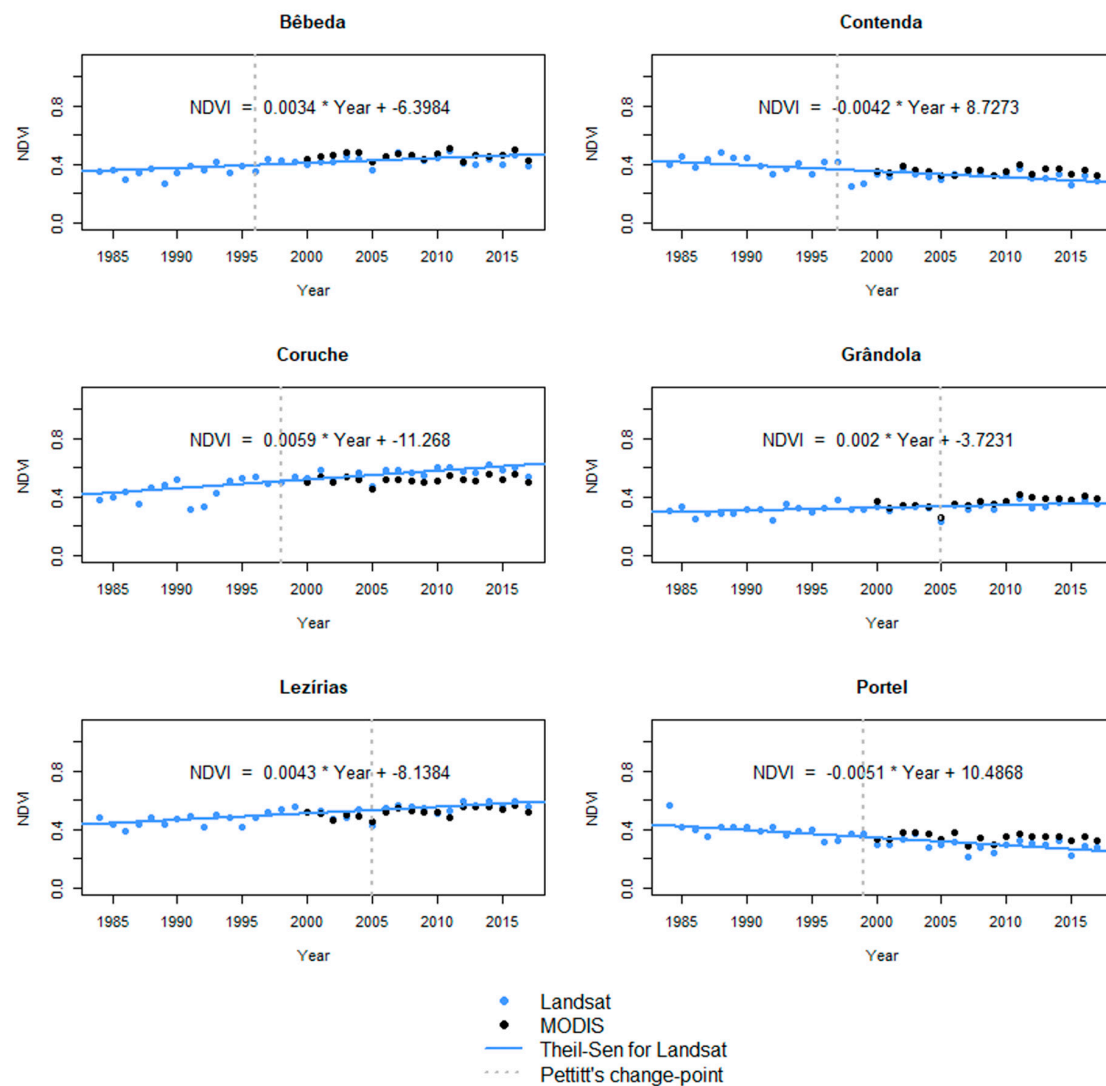 Bêbeda
NDVI = 0.0034 * Year + -6.3984
NDVI
0.0 0.4 0.8
1985 1990 1995 2000 2005 2010 2015
Year
Contenda
NDVI = -0.0042 * Year + 8.7273
NDVI
0.0 0.4 0.8
1985 1990 1995 2000 2005 2010 2015
Year
Coruche
NDVI = 0.0059 * Year + -11.268
NDVI
0.0 0.4 0.8
1985 1990 1995 2000 2005 2010 2015
Year
Grândola
NDVI = 0.002 * Year + -3.7231
NDVI
0.0 0.4 0.8
1985 1990 1995 2000 2005 2010 2015
Year
Lezírias
NDVI = 0.0043 * Year + -8.1384
NDVI
0.0 0.4 0.8
1985 1990 1995 2000 2005 2010 2015
Year
Portel
NDVI = -0.0051 * Year + 10.4868
NDVI
0.0 0.4 0.8
1985 1990 1995 2000 2005 2010 2015
Year
Landsat
MODIS
Theil-Sen for Landsat
Pettitt's change-point